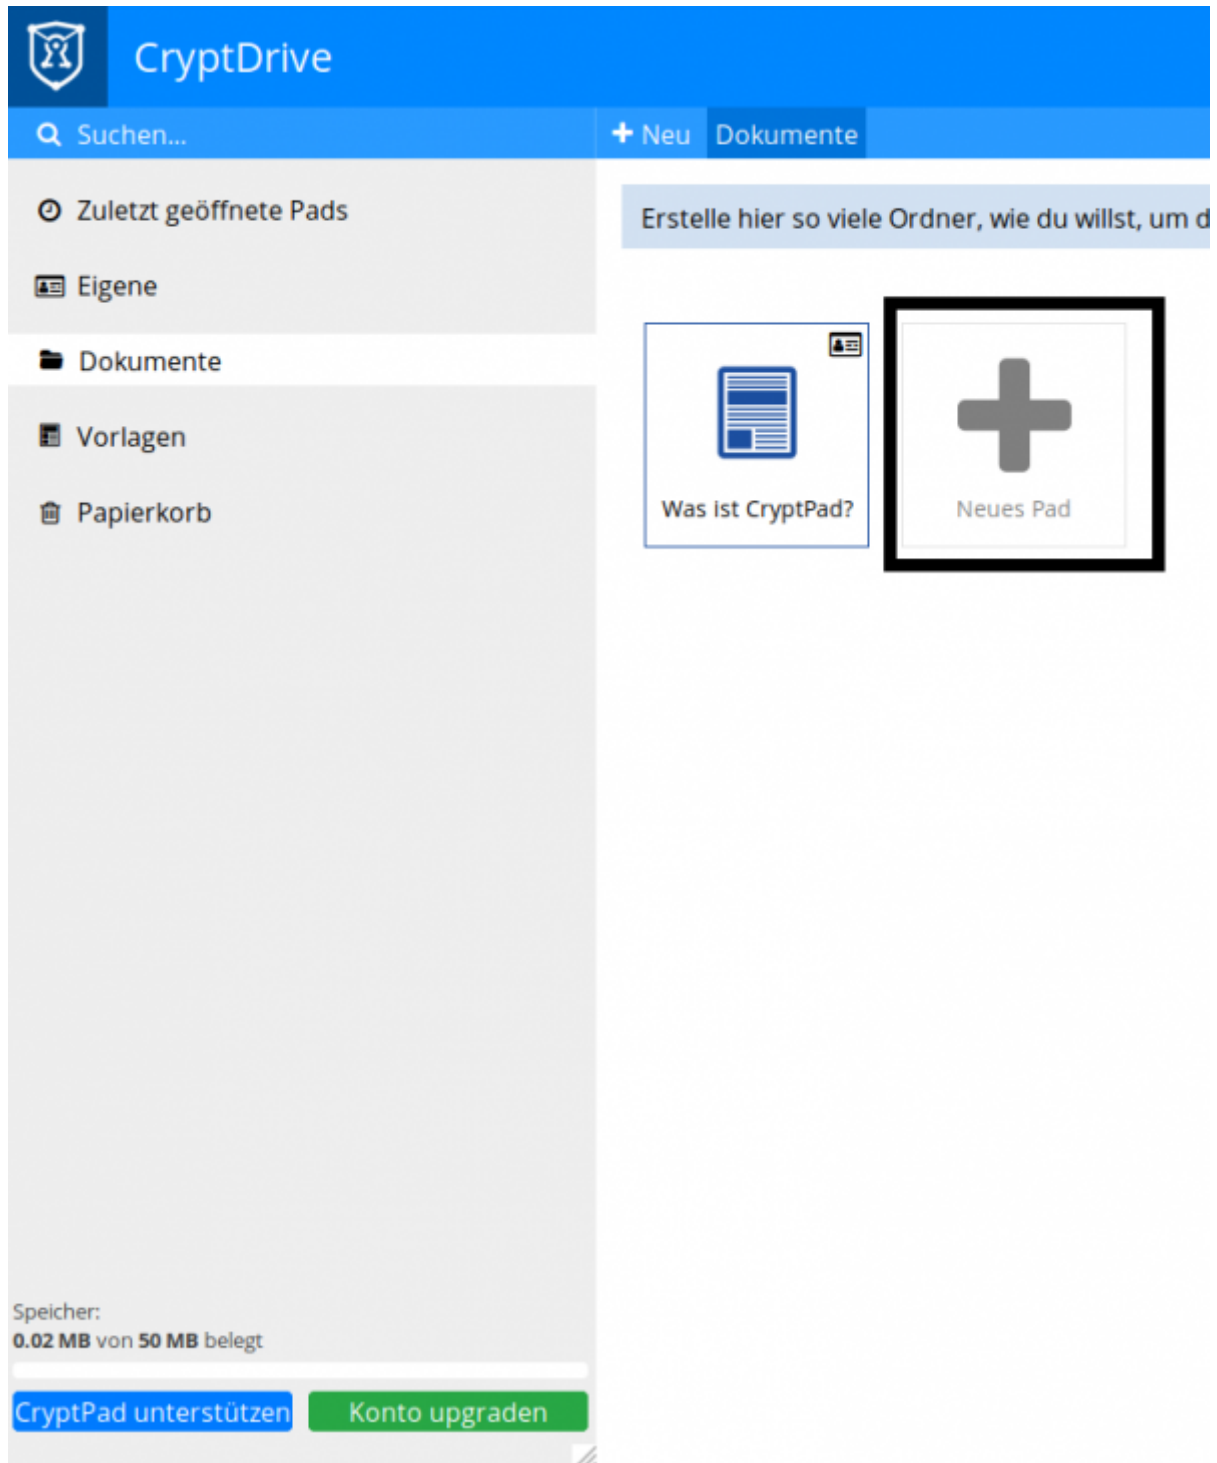 CryptDrive
Suchen...
Neu Dokumente
Zuletzt geöffnete Pads
Eigene
Dokumente
Vorlagen
Papierkorb
Erstelle hier so viele Ordner, wie du willst, um d
Was ist CryptPad?
Neues Pad
Speicher:
0.02 MB von 50 MB belegt
CryptPad unterstützen
Konto upgraden